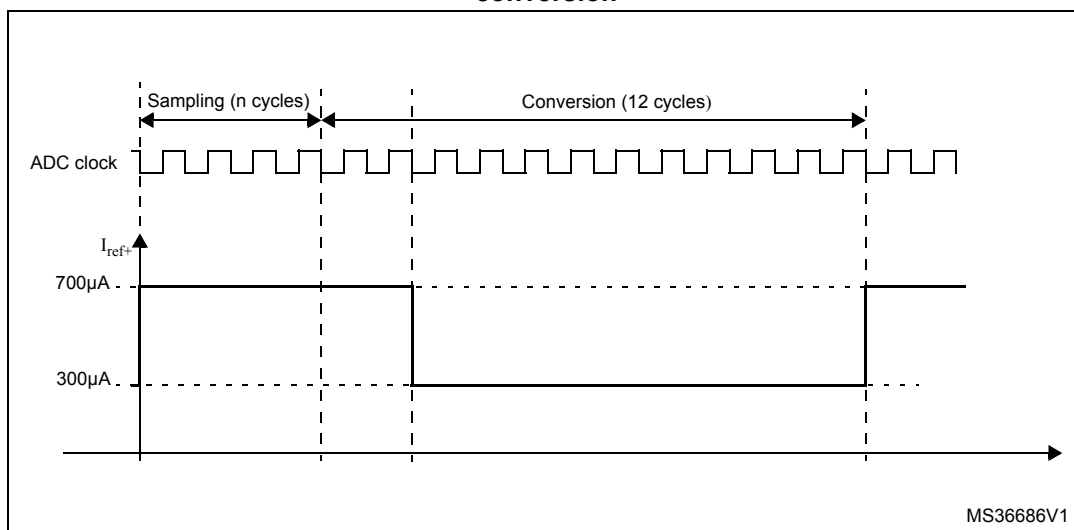 conversion
Sampling (n cycles)
Conversion (12 cycles)
ADC clock
Iref+
700µA
300µA
MS36686V1